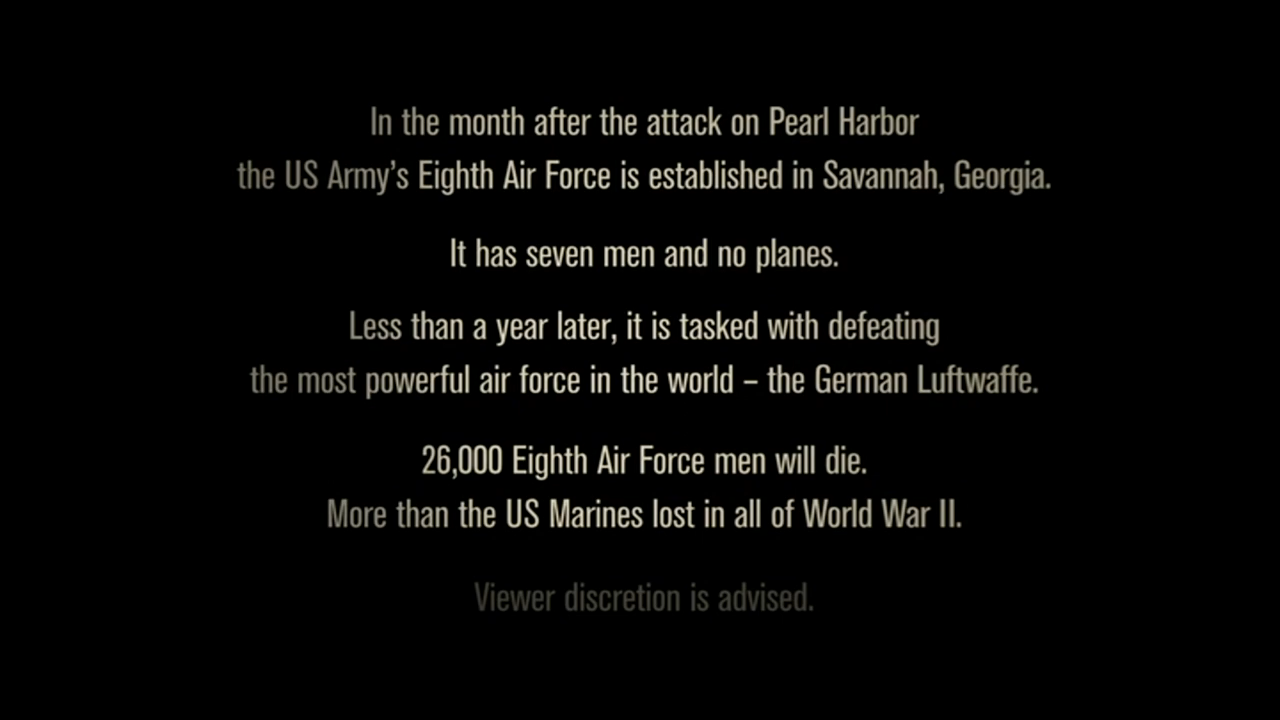 In the month after the attack on Pearl Harbor
the US Army’s Eighth Air Force is established in Savannah, Georgia.
It has seven men and no planes.
Less than a year later, it is tasked with defeating
the most powerful air force in the world – the German Luftwaffe.
26,000 Eighth Air Force men will die.
More than the US Marines lost in all of World War II.
Viewer discretion is advised.